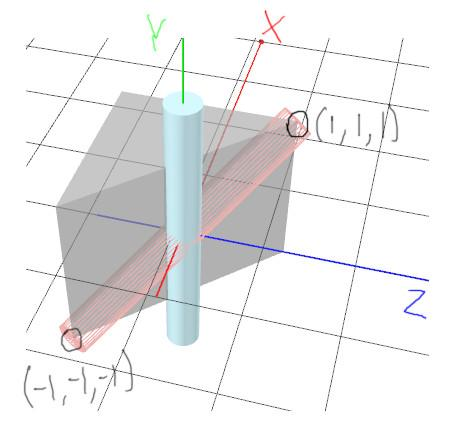 Y
X
(1, 1, 1)
Z
(-1, -1, -1)